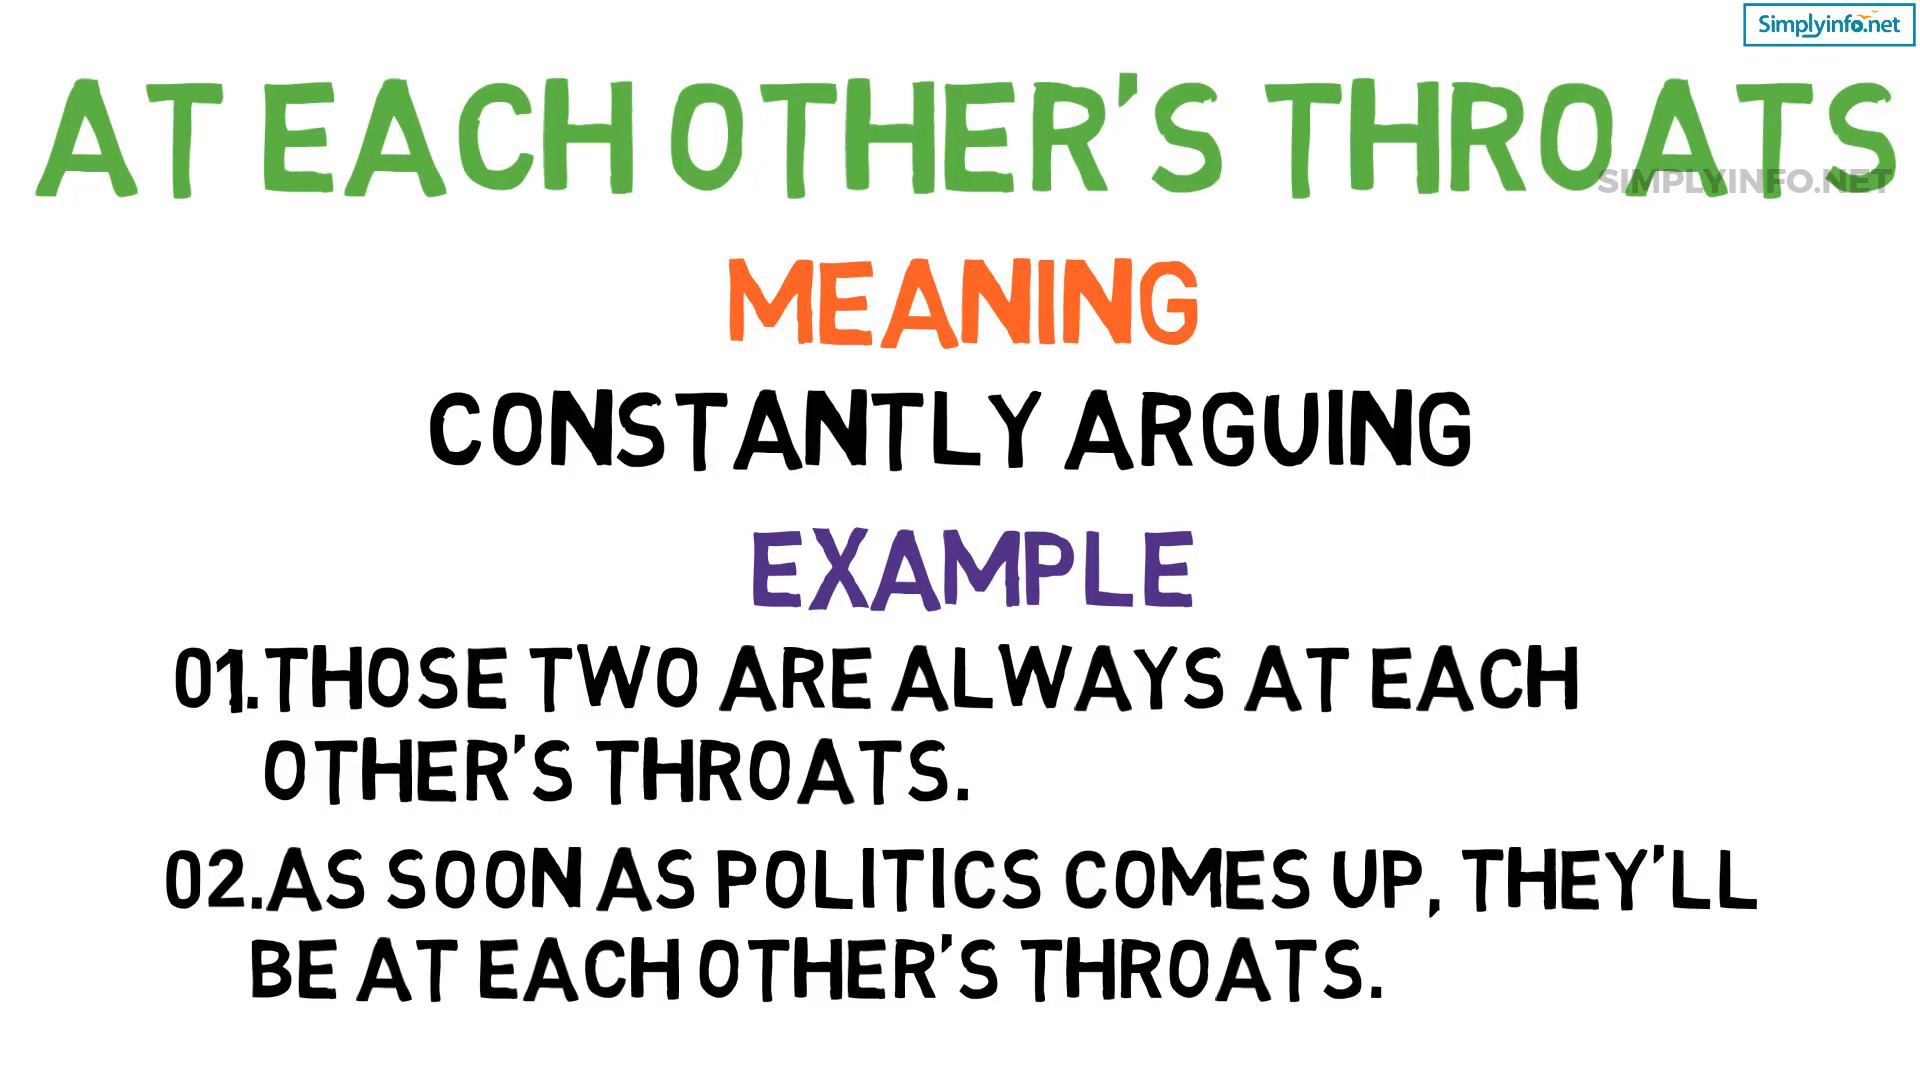 Simplyinfo.net
AT EACH OTHER'S THROATS
SIMPLYINFO.NET
MEANING
CONSTANTLY ARGUING
EXAMPLE
01.THOSE TWO ARE ALWAYS AT EACH
OTHER'S THROATS.
02.AS SOON AS POLITICS COMES UP, THEY'LL
BE AT EACH OTHER'S THROATS.